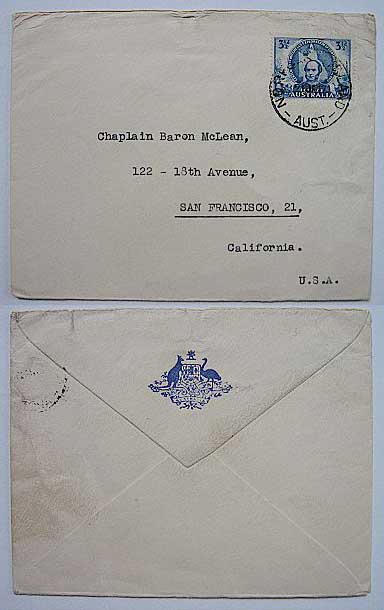 3½ 3½
AUSTRALIA
AUST.
Chaplain Baron McLean,
122 - 18th Avenue,
SAN FRANCISCO, 21,
California.
U.S.A.